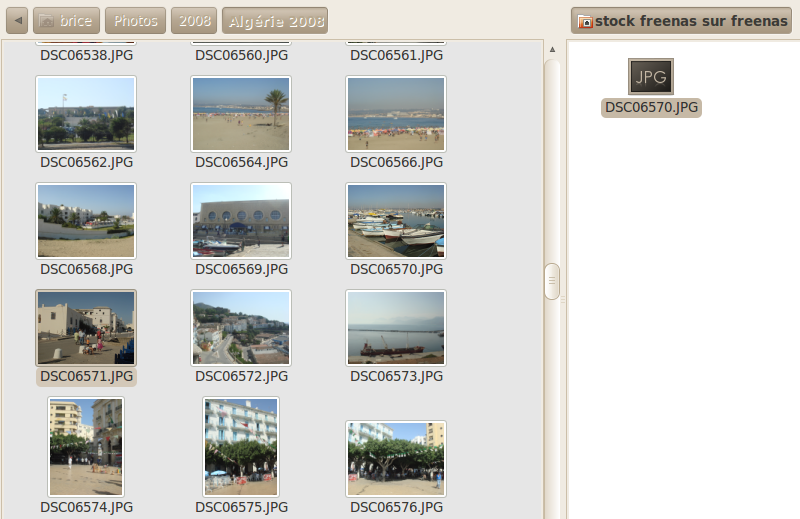 brice Photos 2008 Algérie 2008 stock freenas sur freenas
DSC06538.JPG DSC06560.JPG DSC06561.JPG
JPG
DSC06570.JPG
DSC06562.JPG DSC06564.JPG DSC06566.JPG
DSC06568.JPG DSC06569.JPG DSC06570.JPG
DSC06571.JPG DSC06572.JPG DSC06573.JPG
DSC06574.JPG DSC06575.JPG DSC06576.JPG